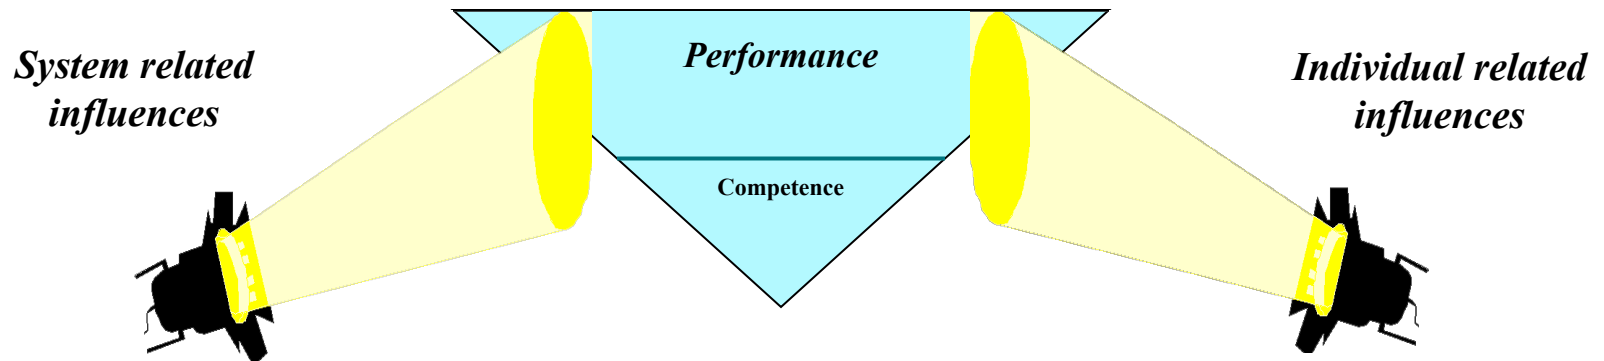 System related
influences
Performance
Competence
Individual related
influences